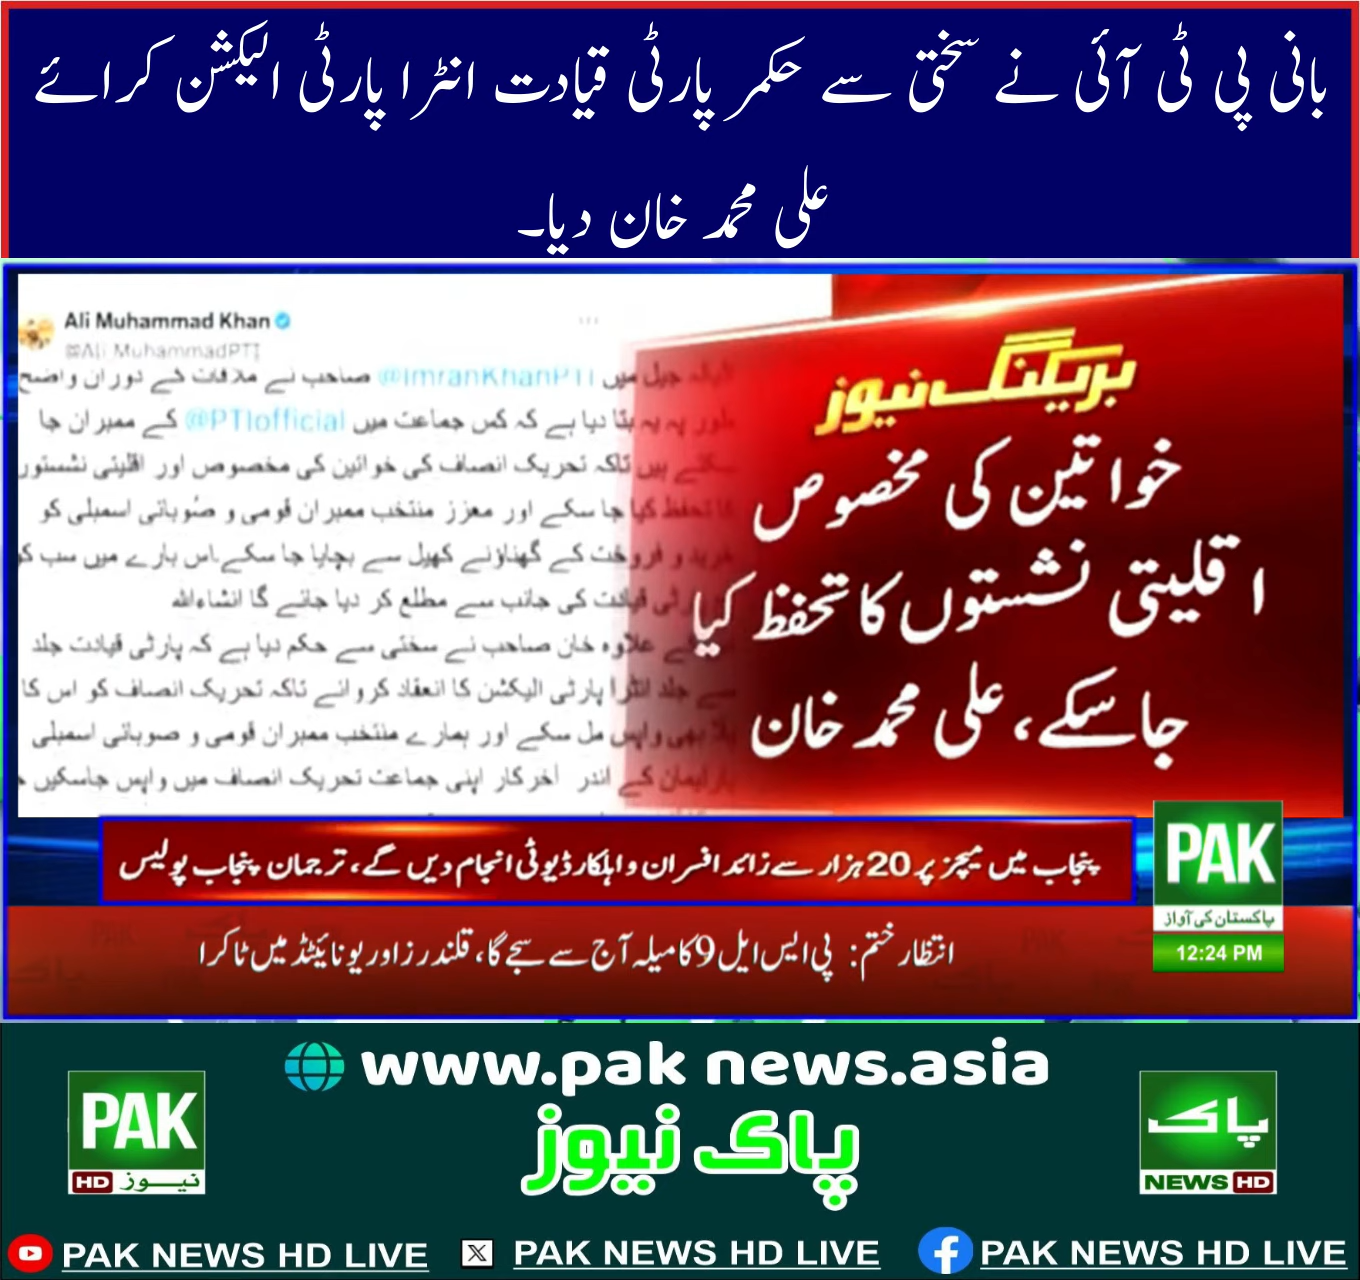 بانی پی ٹی آئی نے سختی سے حکمر پارٹی قیادت انٹرا پارٹی الیکشن کرائے
علی محمد خان دیا۔
Ali Muhammad Khan
@Ali_MuhammadPTI
اڈیالہ جیل میں @ImranKhanPTI صاحب نے ملاقات کے دوران واضح
طور پہ یہ بتا دیا ہے کہ کس جماعت میں @PTIofficial کے ممبران جا
سکتے ہیں تاکہ تحریک انصاف کی خواتین کی مخصوص اور اقلیتی نشستوں
کا تحفظ کیا جا سکے اور معزز منتخب ممبران قومی و صُوبائی اسمبلی کو
خرید و فروخت کے گھناؤنے کھیل سے بچایا جا سکے۔اس بارے میں سب کو
پارٹی قیادت کی جانب سے مطلع کر دیا جائے گا انشاءاللہ
علاوہ خان صاحب نے سختی سے حکم دیا ہے کہ پارٹی قیادت جلد
سے جلد انٹرا پارٹی الیکشن کا انعقاد کروائے تاکہ تحریک انصاف کو اس کا
بلا بھی واپس مل سکے اور ہمارے منتخب ممبران قومی و صوبائی اسمبلی
پارلیمان کے اندر آخرکار اپنی جماعت تحریک انصاف میں واپس جاسکیں
بریکنگ نیوز
خواتین کی مخصوص
اقلیتی نشستوں کا تحفظ کیا
جاسکے، علی محمد خان
پنجاب میں میچز پر 20 ہزار سے زائد افسران و اہلکار ڈیوٹی انجام دیں گے، ترجمان پنجاب پولیس
PAK
پاکستان کی آواز
12:24 PM
انتظار ختم: پی ایس ایل 9 کا میلہ آج سے سجے گا، قلندرز اور یونائیٹڈ میں ٹاکرا
www.pak news.asia
پاک نیوز
PAK
HD نیوز
پاک
NEWS HD
PAK NEWS HD LIVE
PAK NEWS HD LIVE
PAK NEWS HD LIVE